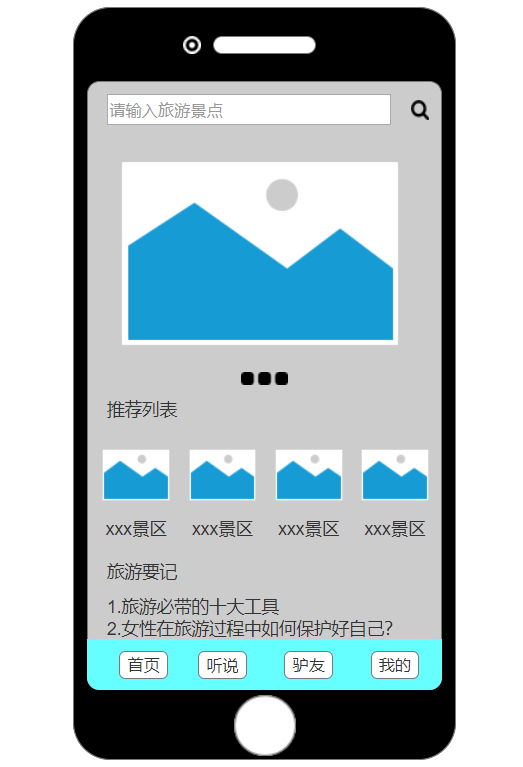 请输入旅游景点
推荐列表
xxx景区 xxx景区 xxx景区 xxx景区
旅游要记
1.旅游必带的十大工具
2.女性在旅游过程中如何保护好自己?
首页 听说 驴友 我的